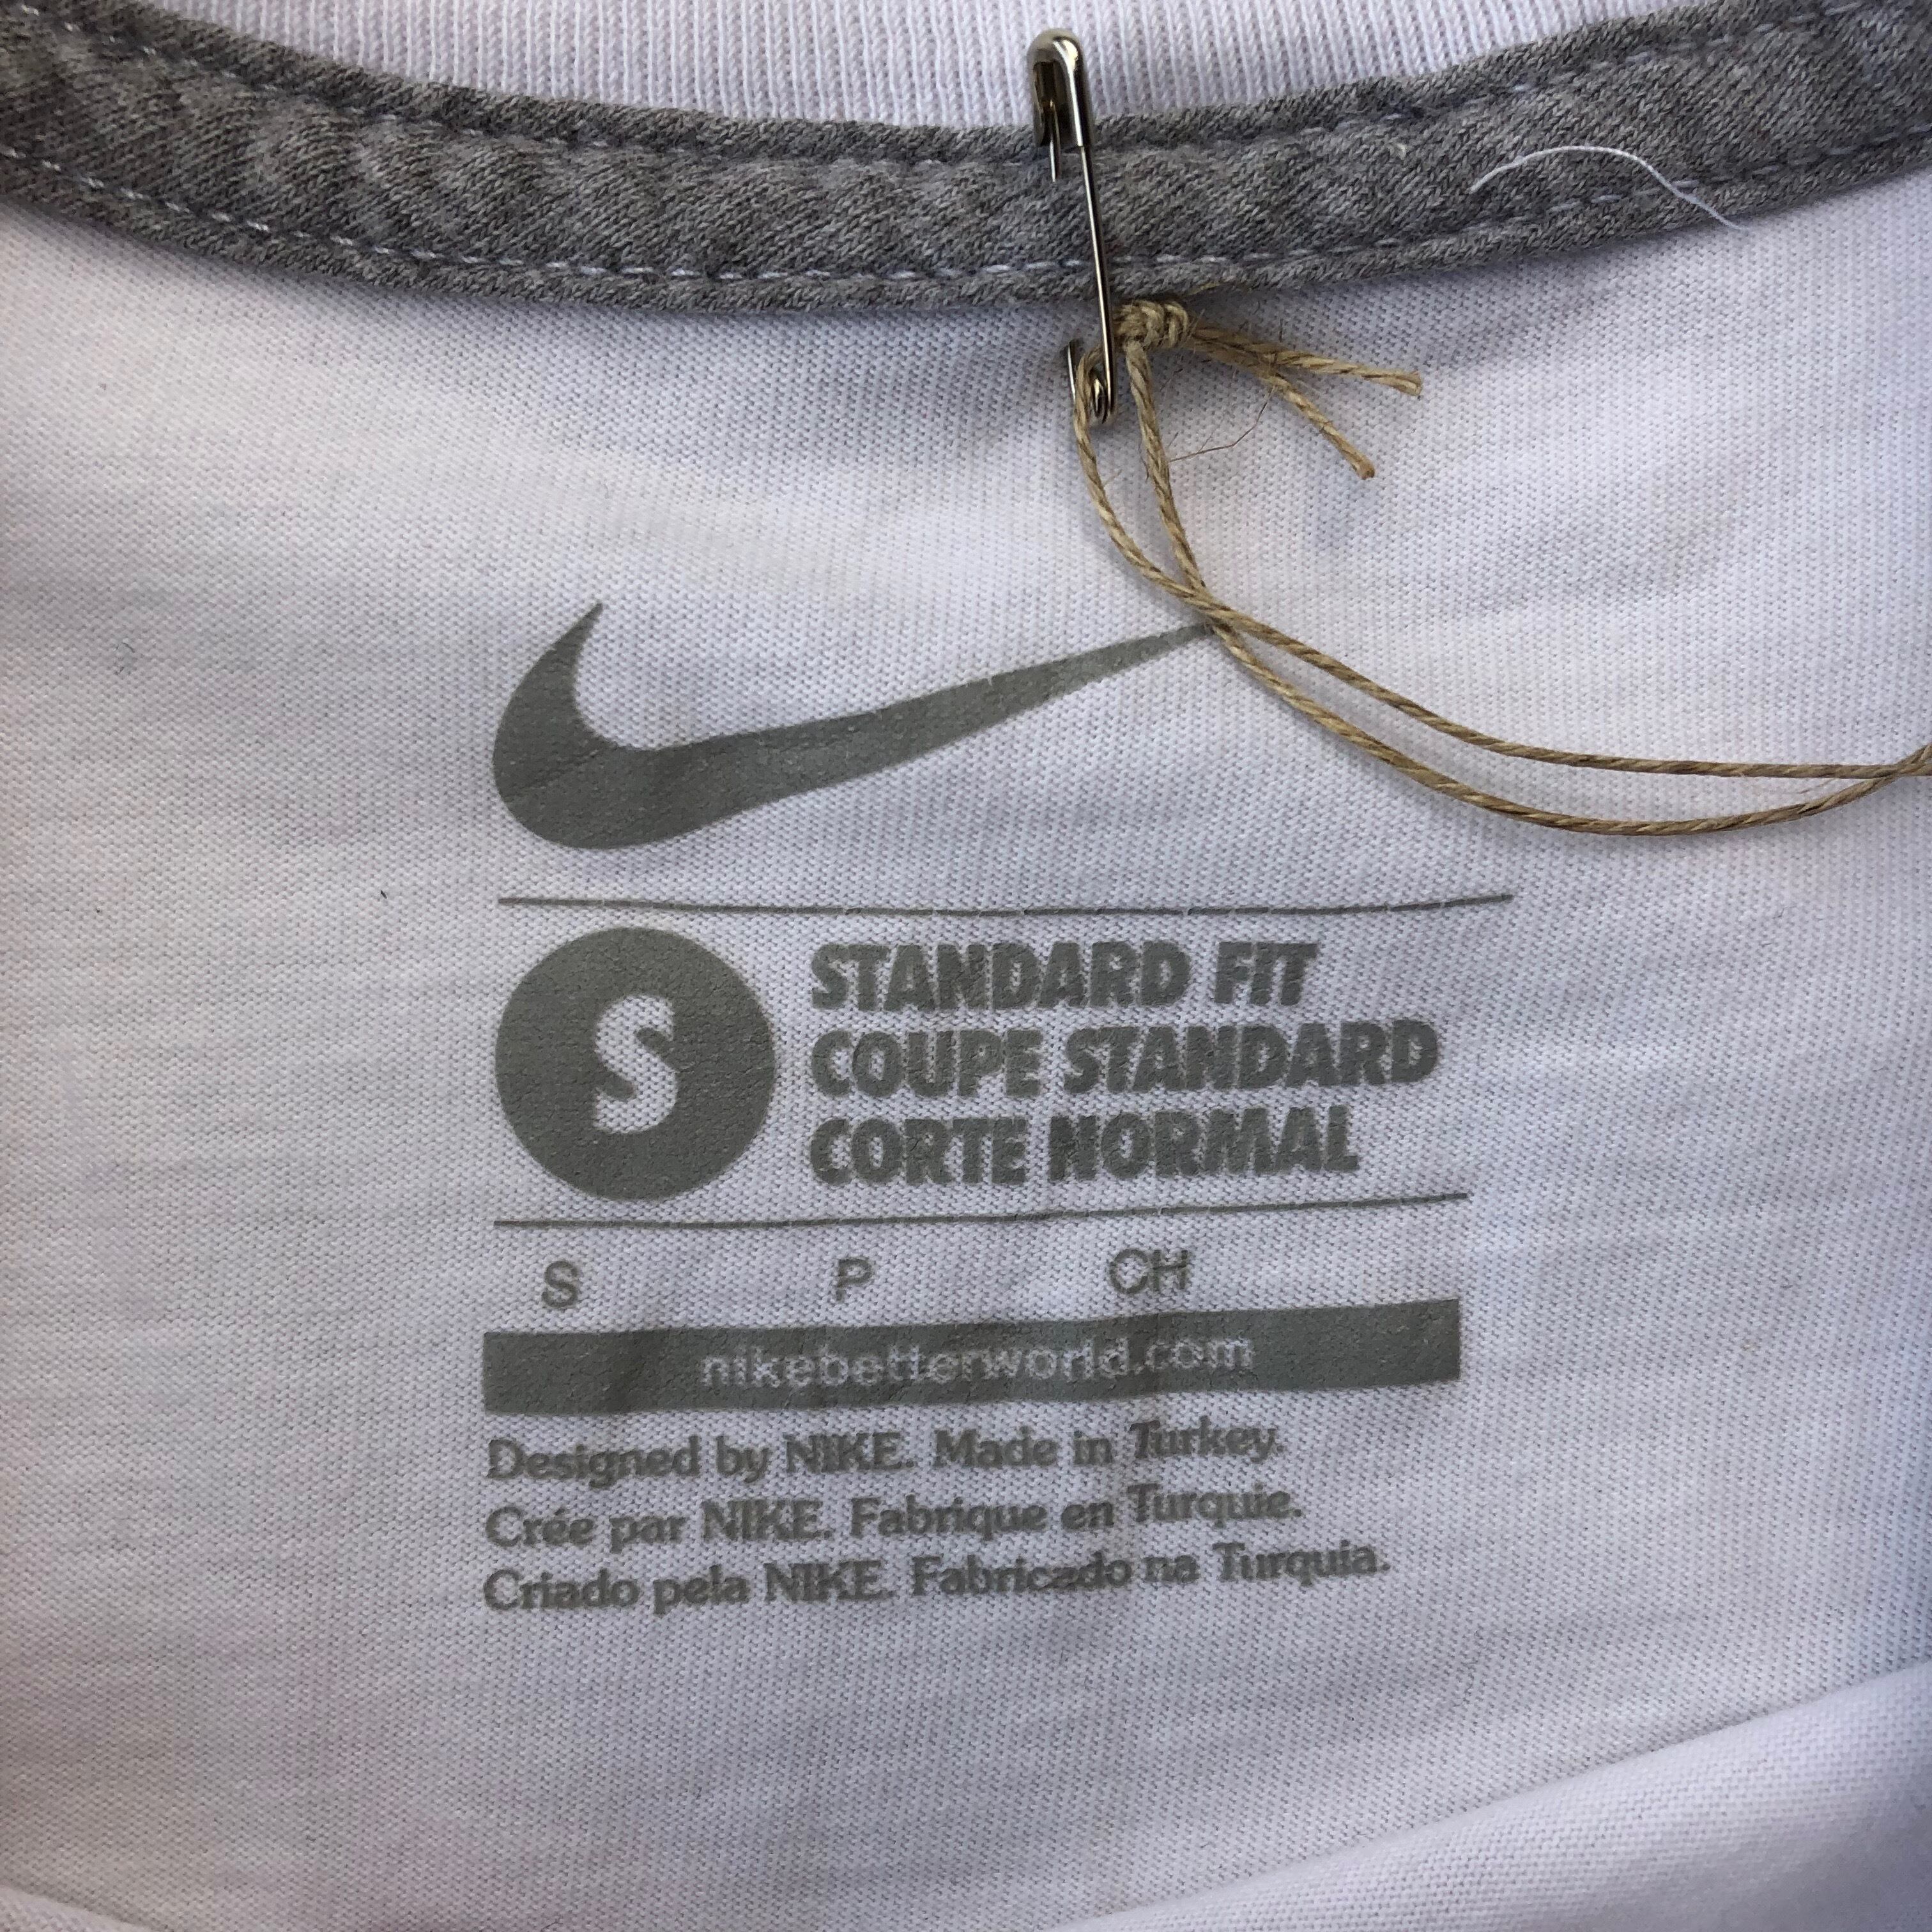 S
STANDARD FIT
COUPE STANDARD
CORTE NORMAL
S P CH
nikebetterworld.com
Designed by NIKE. Made in Turkey.
Crée par NIKE. Fabrique en Turquie.
Criado pela NIKE. Fabricado na Turquia.